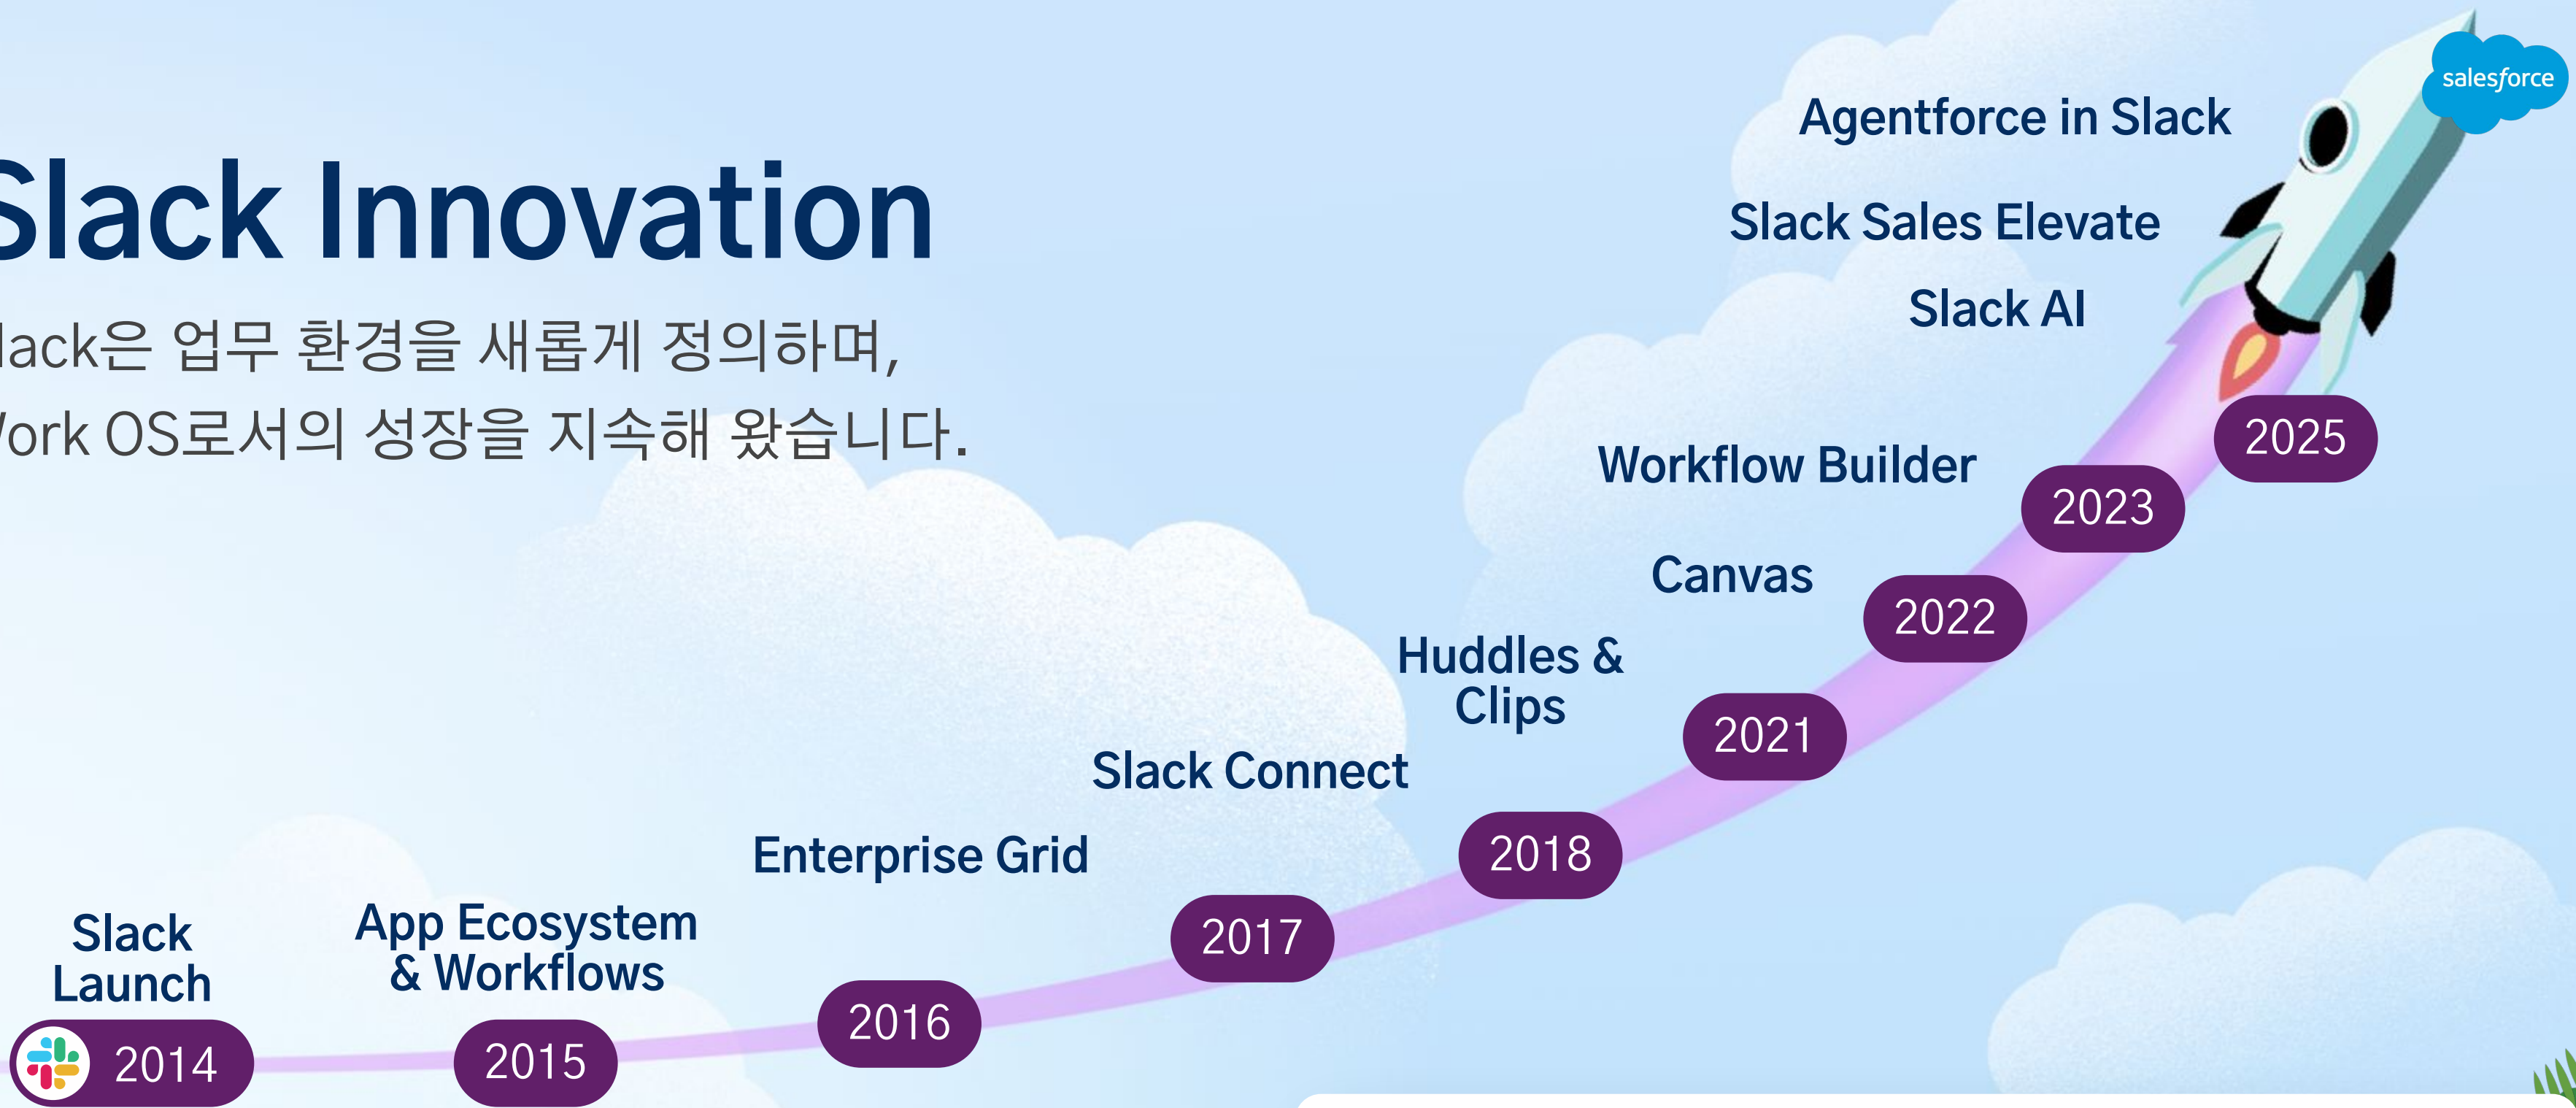 Slack Innovation
Slack은 업무 환경을 새롭게 정의하며,
Work OS로서의 성장을 지속해 왔습니다.
salesforce
Agentforce in Slack
Slack Sales Elevate
Slack AI
2025
Workflow Builder
2023
Canvas
2022
Huddles &
Clips
2021
Slack Connect
2018
Enterprise Grid
2017
App Ecosystem
& Workflows
2016
Slack
Launch
2014
2015